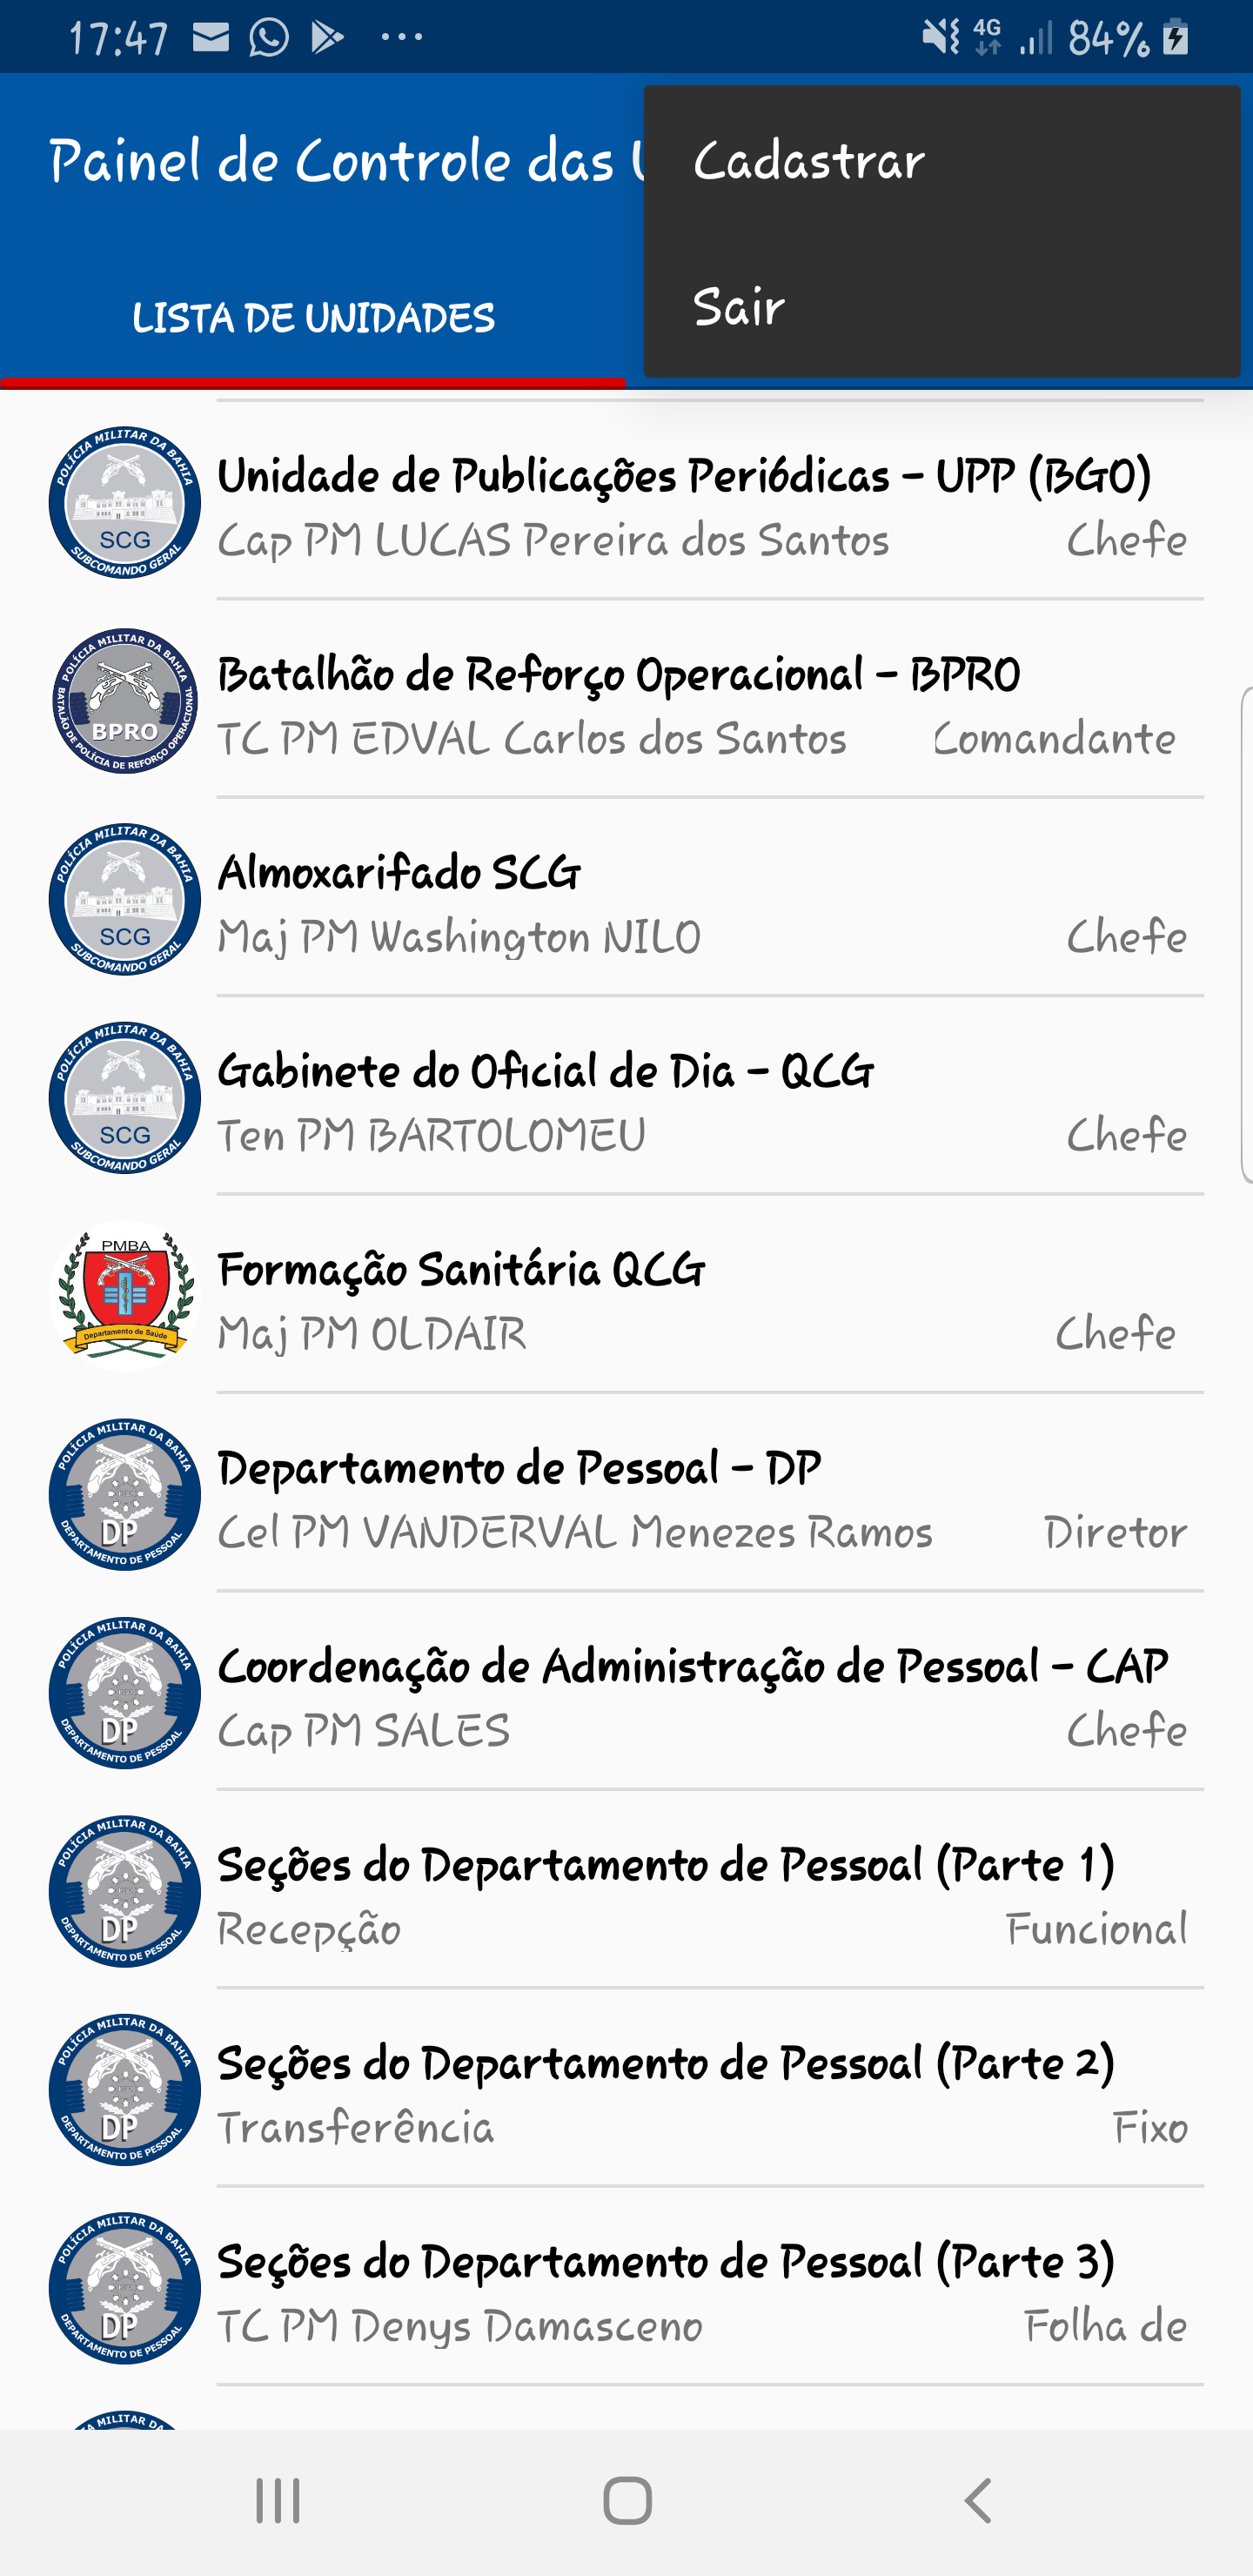 17:47 4G 84%
Painel de Controle das
Cadastrar
Sair
LISTA DE UNIDADES
POLÍCIA MILITAR DA BAHIA
SCG
SUBCOMANDO GERAL
Unidade de Publicações Periódicas - UPP (BGO)
Cap PM LUCAS Pereira dos Santos Chefe
POLÍCIA MILITAR DA BAHIA
BPRO
BATALHÃO DE POLÍCIA DE REFORÇO OPERACIONAL
Batalhão de Reforço Operacional - BPRO
TC PM EDVAL Carlos dos Santos Comandante
POLÍCIA MILITAR DA BAHIA
SCG
SUBCOMANDO GERAL
Almoxarifado SCG
Maj PM Washington NILO Chefe
POLÍCIA MILITAR DA BAHIA
SCG
SUBCOMANDO GERAL
Gabinete do Oficial de Dia - QCG
Ten PM BARTOLOMEU Chefe
PMBA
Departamento de Saúde
Formação Sanitária QCG
Maj PM OLDAIR Chefe
POLÍCIA MILITAR DA BAHIA
DP
DEPARTAMENTO DE PESSOAL
Departamento de Pessoal - DP
Cel PM VANDERVAL Menezes Ramos Diretor
POLÍCIA MILITAR DA BAHIA
DP
DEPARTAMENTO DE PESSOAL
Coordenação de Administração de Pessoal - CAP
Cap PM SALES Chefe
POLÍCIA MILITAR DA BAHIA
DP
DEPARTAMENTO DE PESSOAL
Seções do Departamento de Pessoal (Parte 1)
Recepção Funcional
POLÍCIA MILITAR DA BAHIA
DP
DEPARTAMENTO DE PESSOAL
Seções do Departamento de Pessoal (Parte 2)
Transferência Fixo
POLÍCIA MILITAR DA BAHIA
DP
DEPARTAMENTO DE PESSOAL
Seções do Departamento de Pessoal (Parte 3)
TC PM Denys Damasceno Folha de
MILITAR DA